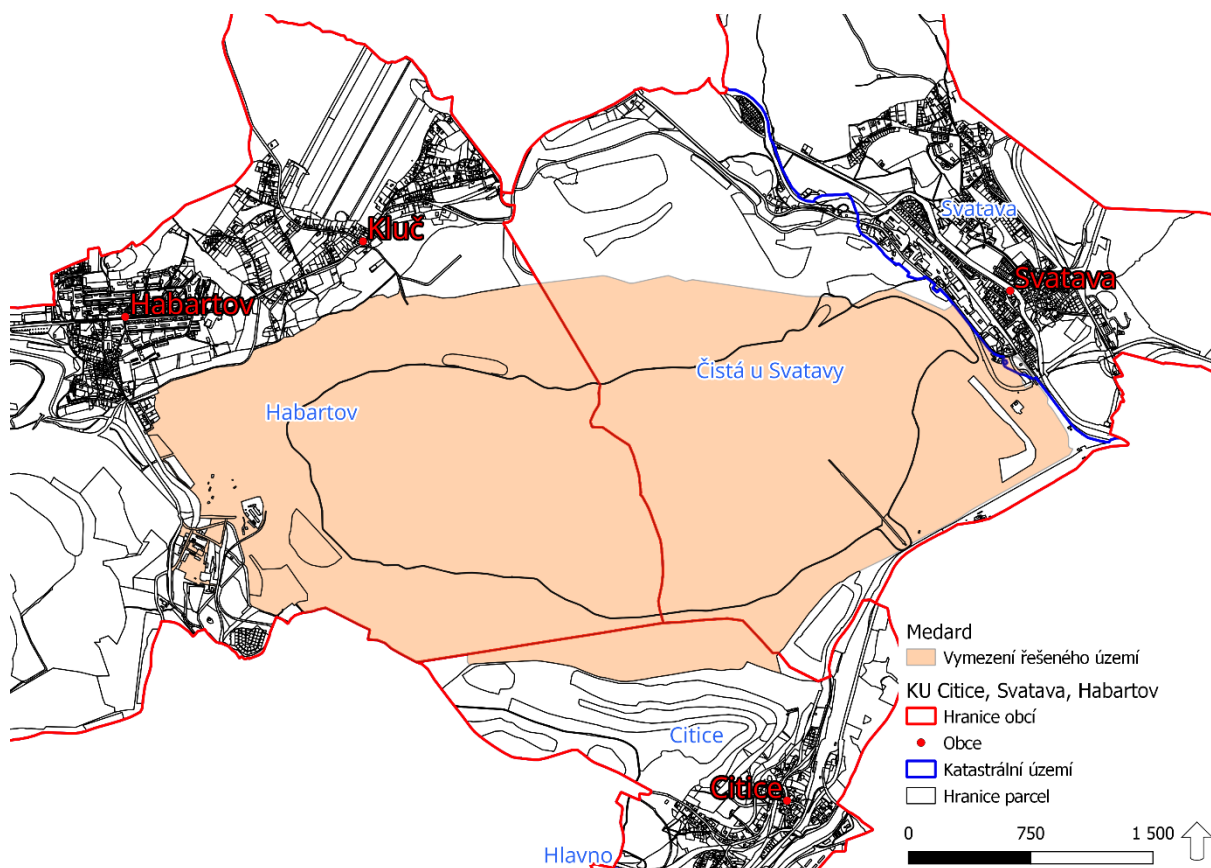 Svatava
Kluč
Svatava
Habartov
Čistá u Svatavy
Habartov
Citice
Citice
Hlavno
Medard
Vymezení řešeného území
KU Citice, Svatava, Habartov
Hranice obcí
Obce
Katastrální území
Hranice parcel
0 750 1 500